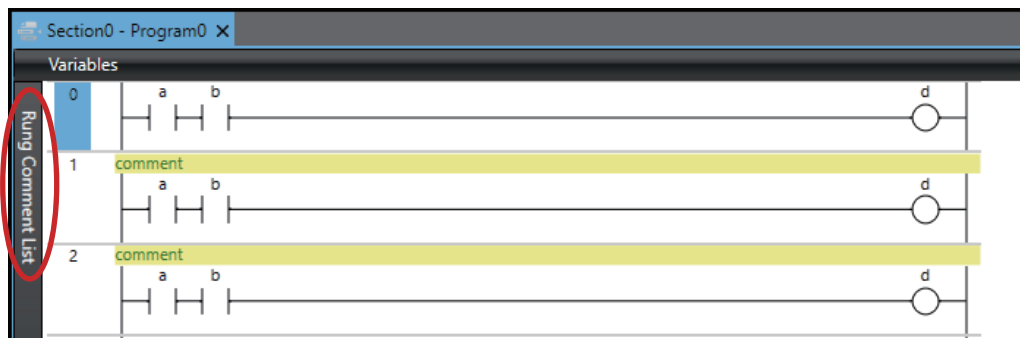 Section0 - Program0
Variables
Rung Comment List
0
a b d
1 comment
a b d
2 comment
a b d